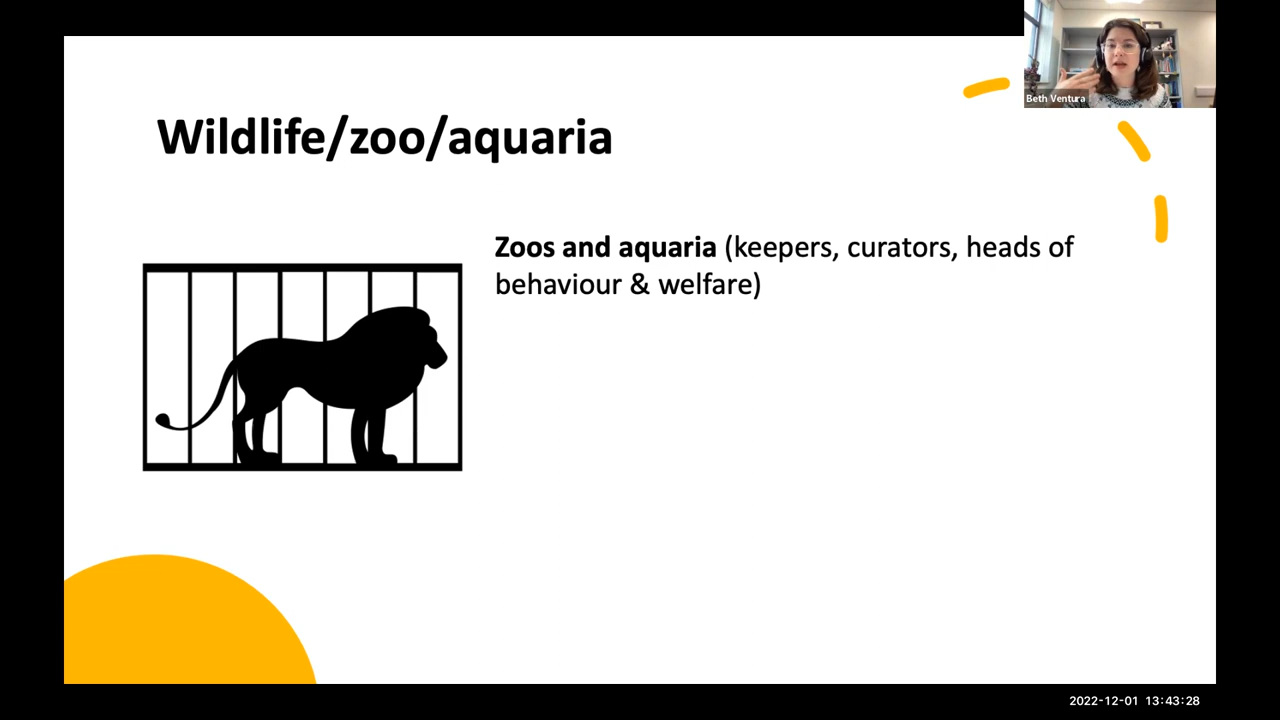 Beth Ventura
Wildlife/zoo/aquaria
Zoos and aquaria (keepers, curators, heads of
behaviour & welfare)
2022-12-01 13:43:28